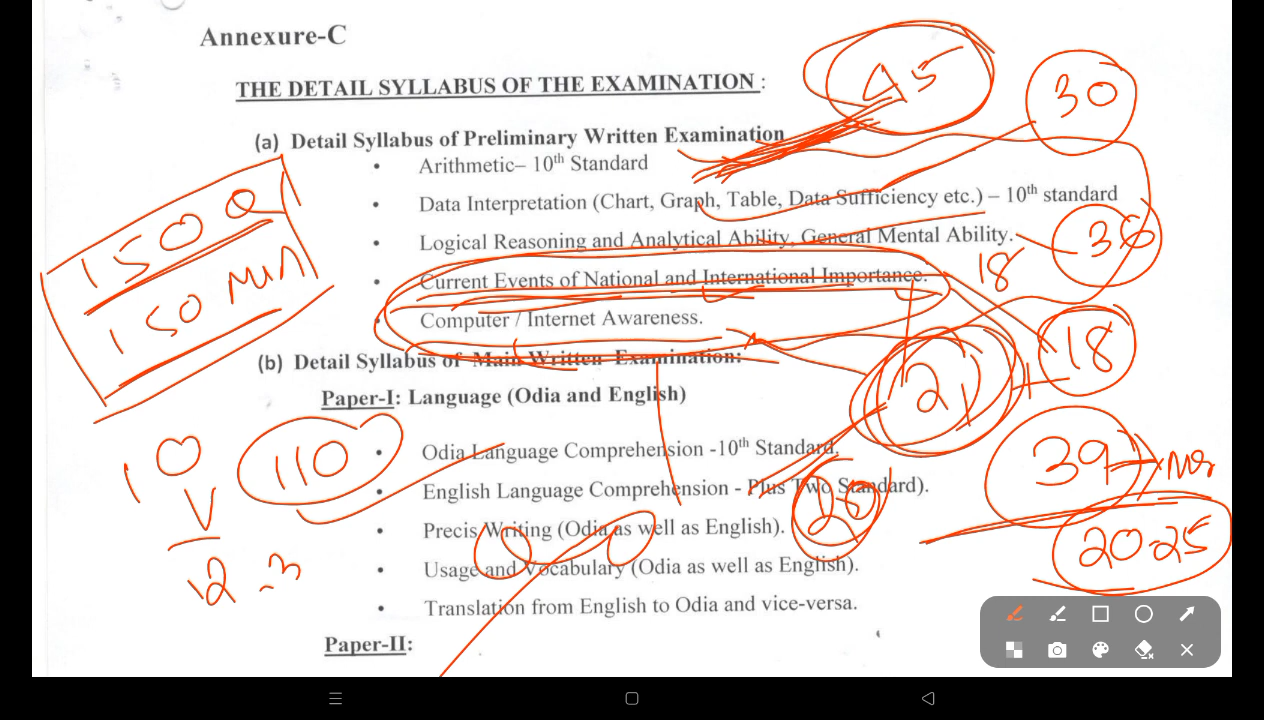 Annexure-C
THE DETAIL SYLLABUS OF THE EXAMINATION :
45
30
(a) Detail Syllabus of Preliminary Written Examination
• Arithmetic– 10th Standard
• Data Interpretation (Chart, Graph, Table, Data Sufficiency etc.) – 10th standard
150 Q
150 Min
• Logical Reasoning and Analytical Ability, General Mental Ability.
36
• Current Events of National and International Importance.
18
• Computer / Internet Awareness.
18
(b) Detail Syllabus of Main Written Examination:
21
Paper-I: Language (Odia and English)
• Odia Language Comprehension -10th Standard,
110
10
39
• English Language Comprehension - Plus Two Standard).
• Precis Writing (Odia as well as English).
20-25
• Usage and Vocabulary (Odia as well as English).
• Translation from English to Odia and vice-versa.
Paper-II: